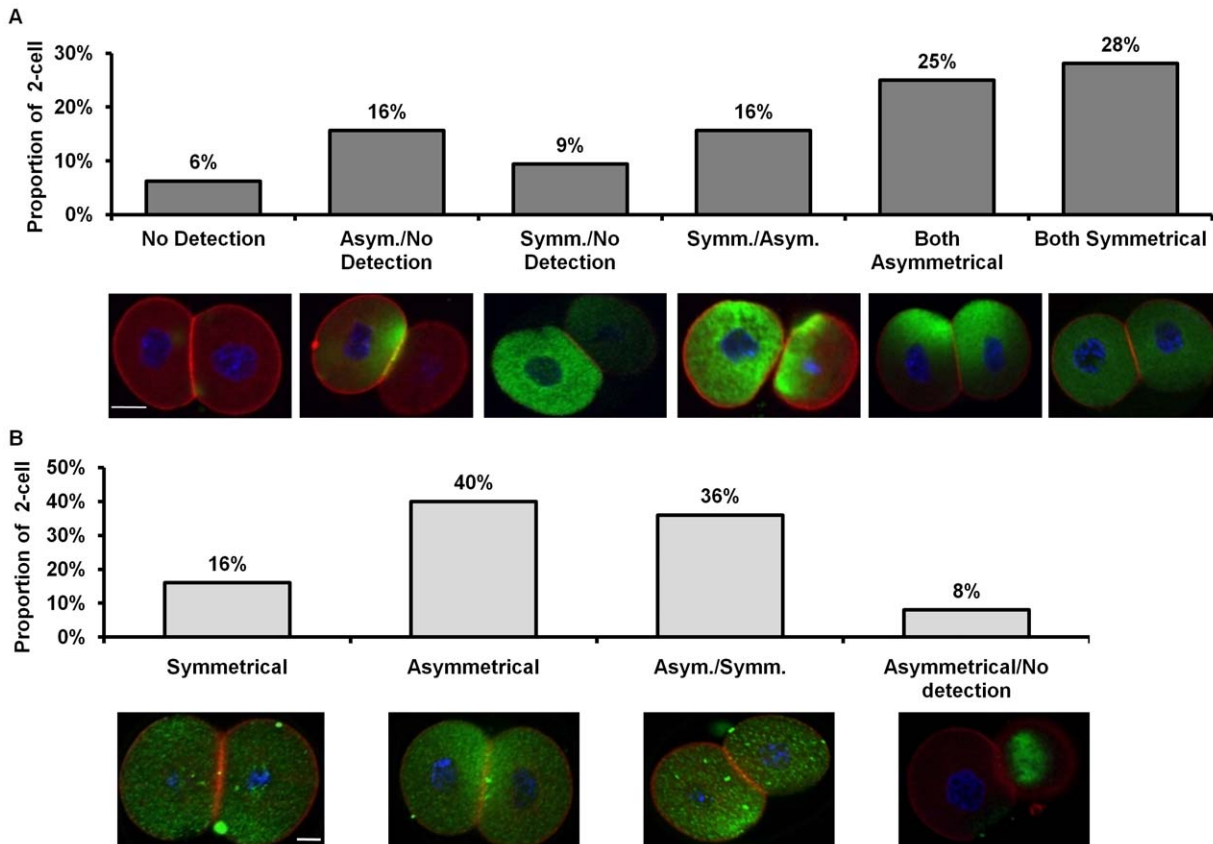 A
Proportion of 2-cell
30%
20%
10%
0%
6%
16%
9%
16%
25%
28%
No Detection
Asym./No
Detection
Symm./No
Detection
Symm./Asym.
Both
Asymmetrical
Both Symmetrical
B
Proportion of 2-cell
50%
40%
30%
20%
10%
0%
16%
40%
36%
8%
Symmetrical
Asymmetrical
Asym./Symm.
Asymmetrical/No
detection